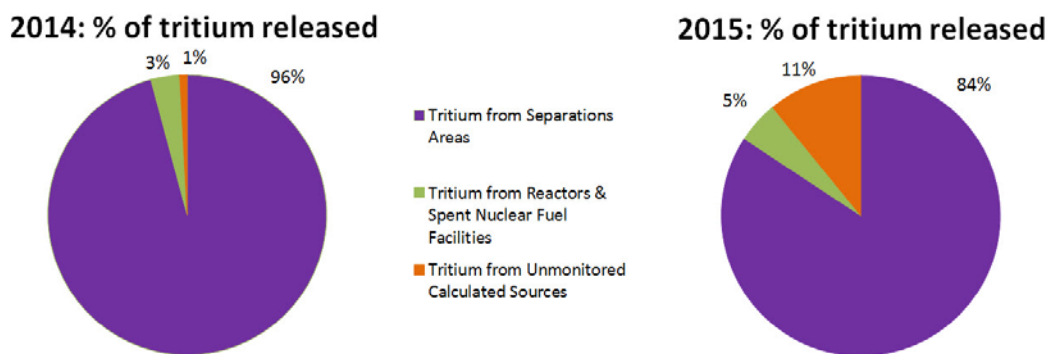 2014: % of tritium released
3%
1%
96%
Tritium from Separations
Areas
Tritium from Reactors &
Spent Nuclear Fuel
Facilities
Tritium from Unmonitored
Calculated Sources
2015: % of tritium released
11%
5%
84%